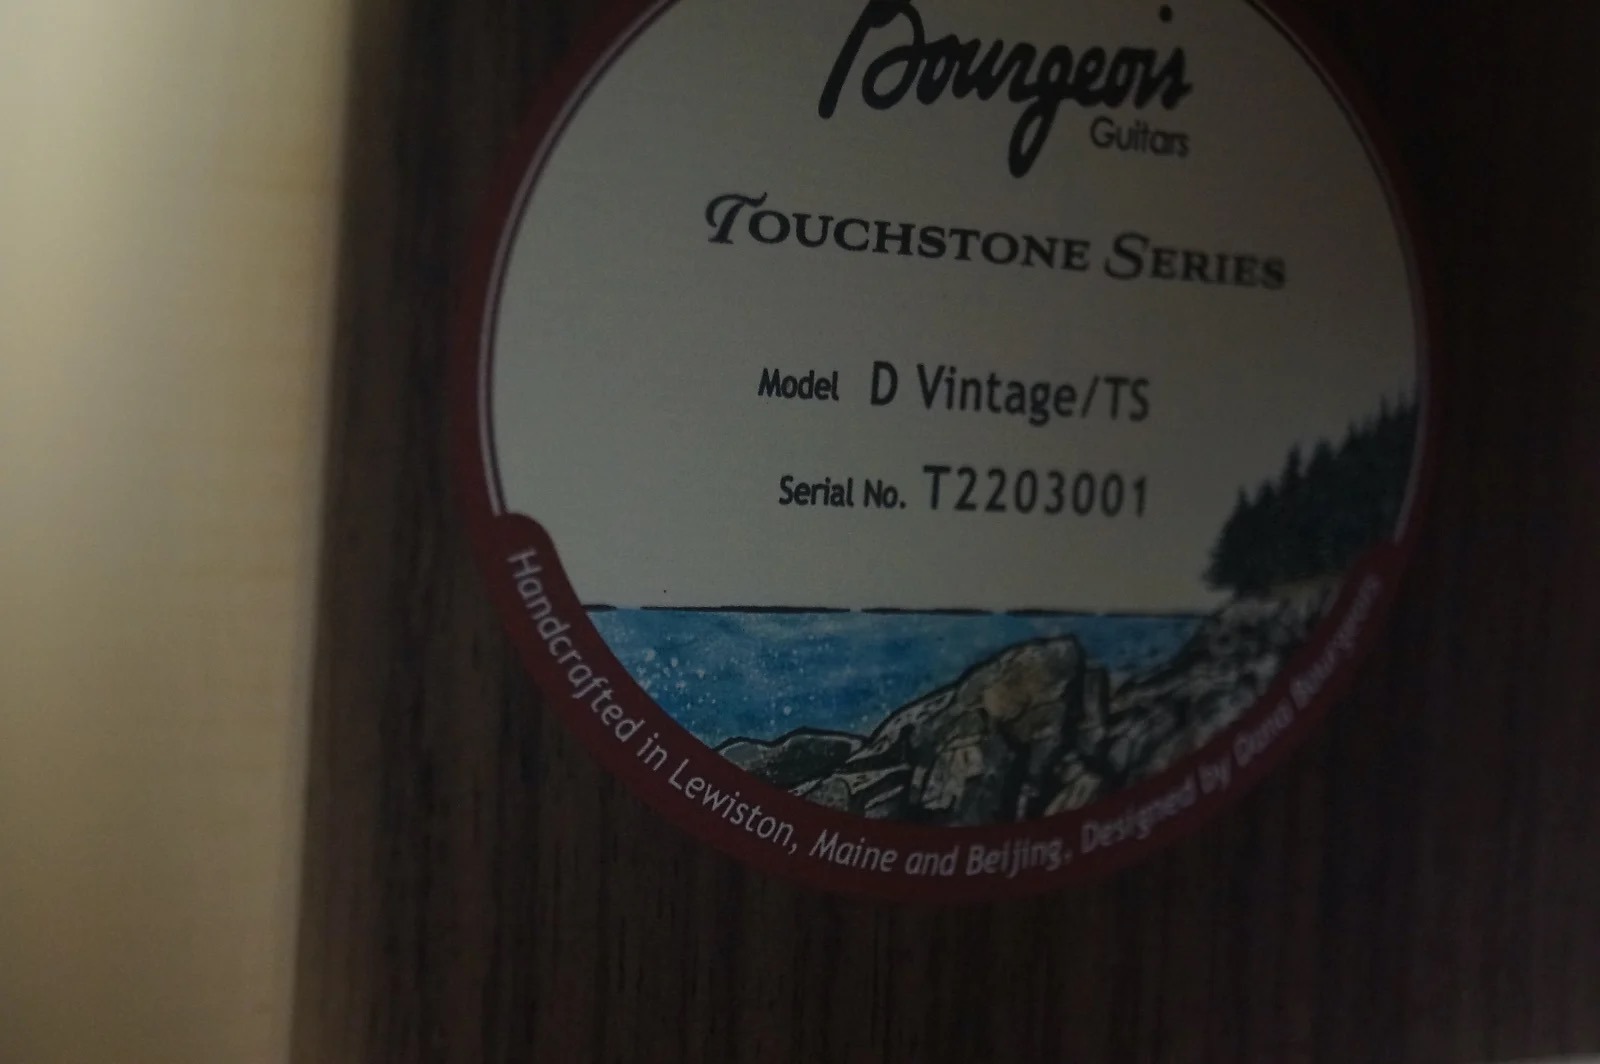 Bourgeois
Guitars
TOUCHSTONE SERIES
Model D Vintage/TS
Serial No. T2203001
Handcrafted in Lewiston, Maine and Beijing, Designed by Dana Bourgeois